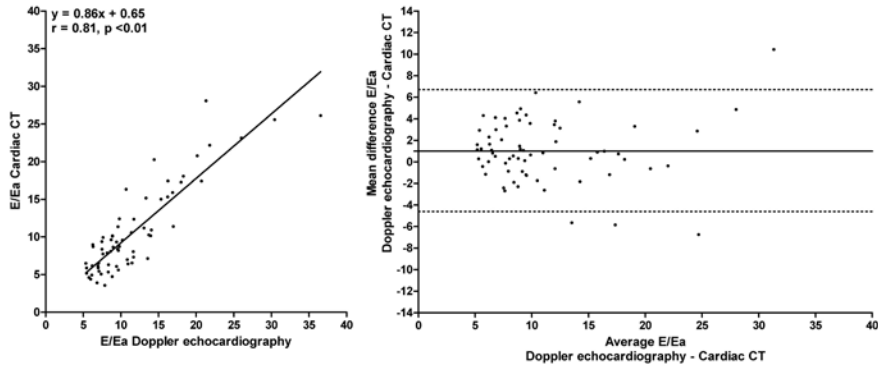 y = 0.86x + 0.65
r = 0.81, p <0.01
40
35
30
25
20
15
10
5
0
E/Ea Cardiac CT
0 5 10 15 20 25 30 35 40
E/Ea Doppler echocardiography
Mean difference E/Ea
Doppler echocardiography - Cardiac CT
14
12
10
8
6
4
2
0
-2
-4
-6
-8
-10
-12
-14
0 5 10 15 20 25 30 35 40
Average E/Ea
Doppler echocardiography - Cardiac CT